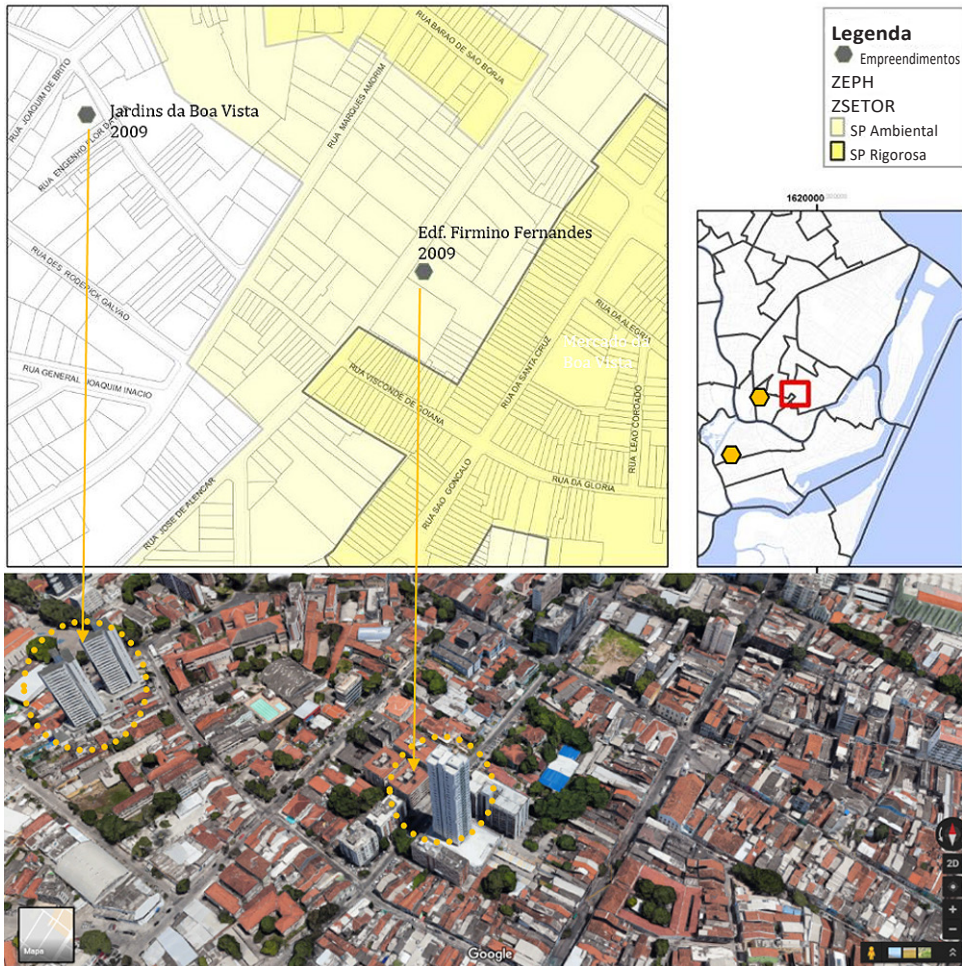 RUA BARAO DE SAO BORJA
RUA JOAQUIM DE BRITO
RUA MARQUES AMORIM
Jardins da Boa Vista
2009
RUA ENGENHO FLOR DA
Edf. Firmino Fernandes
2009
RUA DES RODERICK GALVAO
RUA DA ALEGRI
Mercado da
Boa Vista
RUA DA SANTA CRUZ
RUA GENERAL JOAQUIM INACIO
RUA VISCONDE DE GOIANA
RUA LEAO COROADO
RUA DA GLORIA
RUA SAO GONCALO
RUA JOSE DE ALENCAR
Legenda
Empreendimentos
ZEPH
ZSETOR
SP Ambiental
SP Rigorosa
1620000
2D
Mapa
Google